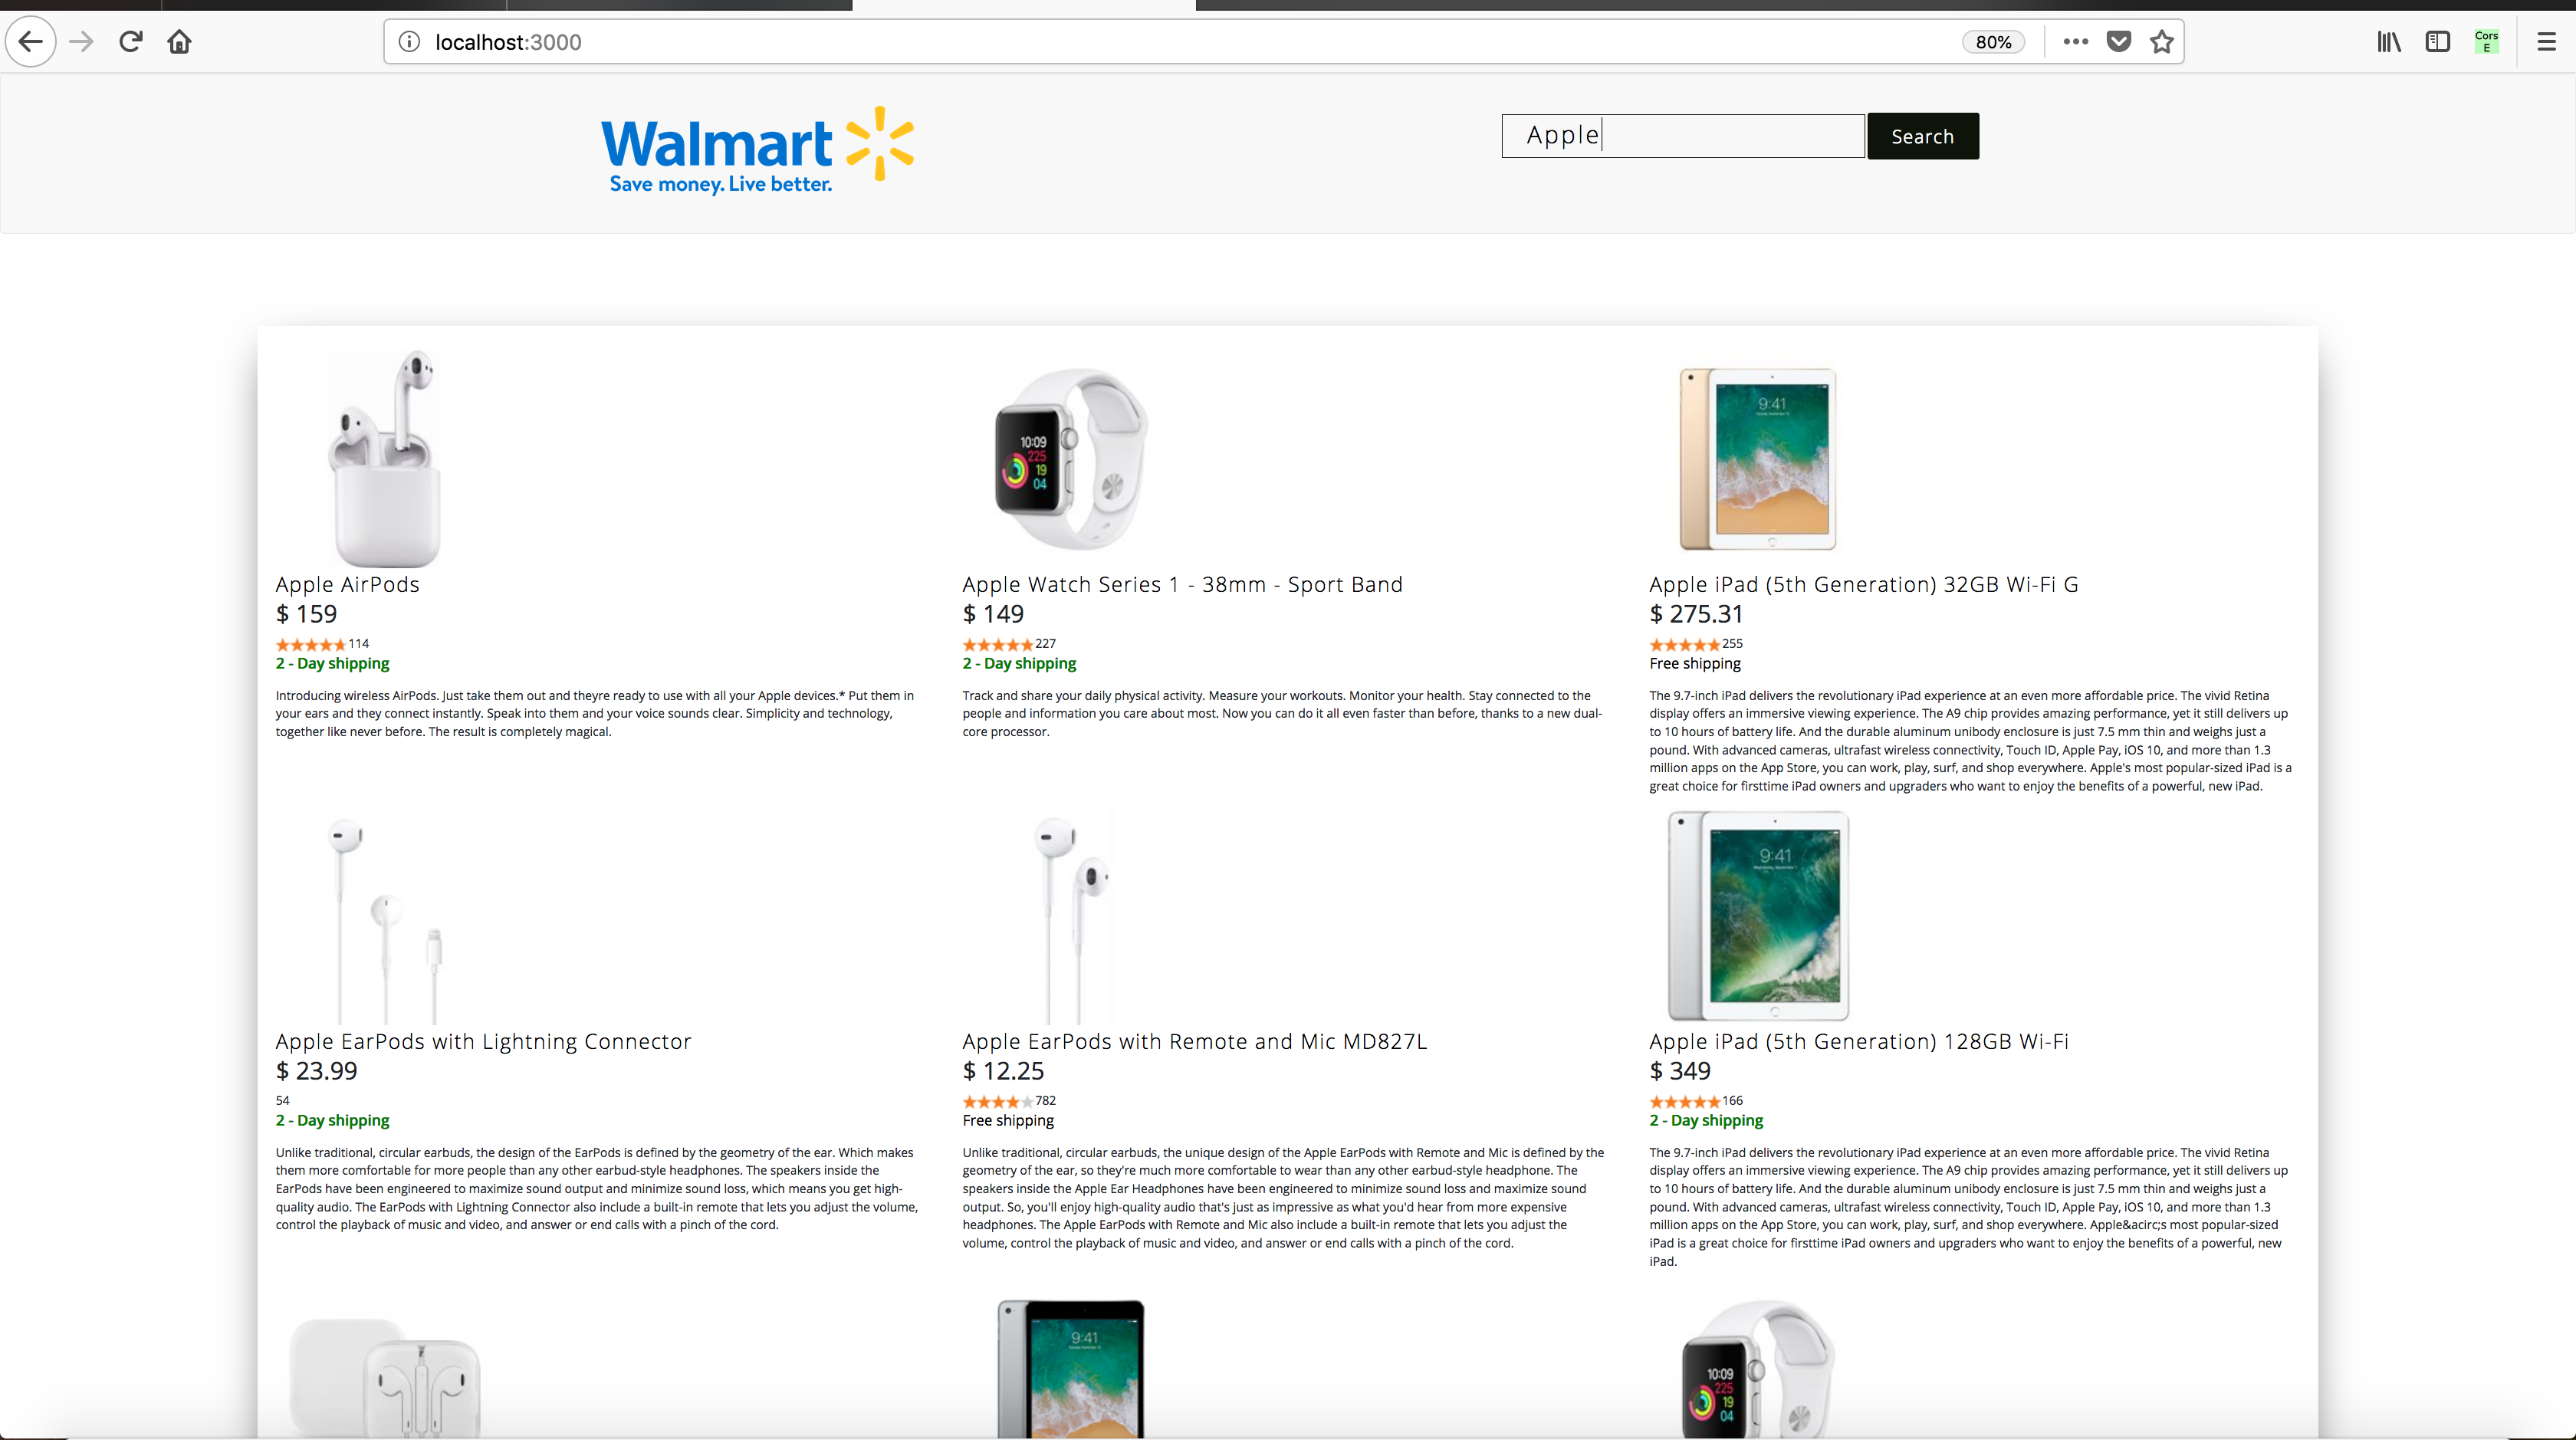 localhost:3000
80%
Cors
E
Walmart
Save money. Live better.
Apple
Search
10:09
225
19
04
9:41
Apple AirPods
$ 159
114
2 - Day shipping
Introducing wireless AirPods. Just take them out and theyre ready to use with all your Apple devices.* Put them in
your ears and they connect instantly. Speak into them and your voice sounds clear. Simplicity and technology,
together like never before. The result is completely magical.
Apple Watch Series 1 - 38mm - Sport Band
$ 149
227
2 - Day shipping
Track and share your daily physical activity. Measure your workouts. Monitor your health. Stay connected to the
people and information you care about most. Now you can do it all even faster than before, thanks to a new dual-
core processor.
Apple iPad (5th Generation) 32GB Wi-Fi G
$ 275.31
255
Free shipping
The 9.7-inch iPad delivers the revolutionary iPad experience at an even more affordable price. The vivid Retina
display offers an immersive viewing experience. The A9 chip provides amazing performance, yet it still delivers up
to 10 hours of battery life. And the durable aluminum unibody enclosure is just 7.5 mm thin and weighs just a
pound. With advanced cameras, ultrafast wireless connectivity, Touch ID, Apple Pay, iOS 10, and more than 1.3
million apps on the App Store, you can work, play, surf, and shop everywhere. Apple's most popular-sized iPad is a
great choice for firsttime iPad owners and upgraders who want to enjoy the benefits of a powerful, new iPad.
9:41
Apple EarPods with Lightning Connector
$ 23.99
54
2 - Day shipping
Unlike traditional, circular earbuds, the design of the EarPods is defined by the geometry of the ear. Which makes
them more comfortable for more people than any other earbud-style headphones. The speakers inside the
EarPods have been engineered to maximize sound output and minimize sound loss, which means you get high-
quality audio. The EarPods with Lightning Connector also include a built-in remote that lets you adjust the volume,
control the playback of music and video, and answer or end calls with a pinch of the cord.
Apple EarPods with Remote and Mic MD827L
$ 12.25
782
Free shipping
Unlike traditional, circular earbuds, the unique design of the Apple EarPods with Remote and Mic is defined by the
geometry of the ear, so they're much more comfortable to wear than any other earbud-style headphone. The
speakers inside the Apple Ear Headphones have been engineered to minimize sound loss and maximize sound
output. So, you'll enjoy high-quality audio that's just as impressive as what you'd hear from more expensive
headphones. The Apple EarPods with Remote and Mic also include a built-in remote that lets you adjust the
volume, control the playback of music and video, and answer or end calls with a pinch of the cord.
Apple iPad (5th Generation) 128GB Wi-Fi
$ 349
166
2 - Day shipping
The 9.7-inch iPad delivers the revolutionary iPad experience at an even more affordable price. The vivid Retina
display offers an immersive viewing experience. The A9 chip provides amazing performance, yet it still delivers up
to 10 hours of battery life. And the durable aluminum unibody enclosure is just 7.5 mm thin and weighs just a
pound. With advanced cameras, ultrafast wireless connectivity, Touch ID, Apple Pay, iOS 10, and more than 1.3
million apps on the App Store, you can work, play, surf, and shop everywhere. Apple&acirc;s most popular-sized
iPad is a great choice for firsttime iPad owners and upgraders who want to enjoy the benefits of a powerful, new
iPad.
9:41
10:09
225
19
04